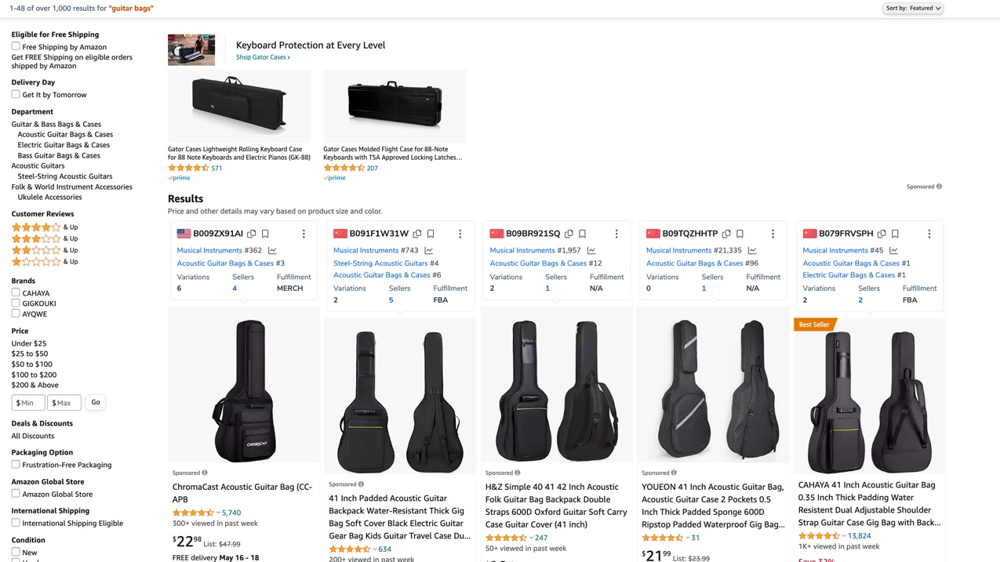 1-48 of over 1,000 results for "guitar bags"
Sort by: Featured
Eligible for Free Shipping
Free Shipping by Amazon
Get FREE Shipping on eligible orders
shipped by Amazon
Delivery Day
Get It by Tomorrow
Department
Guitar & Bass Bags & Cases
Acoustic Guitar Bags & Cases
Electric Guitar Bags & Cases
Bass Guitar Bags & Cases
Acoustic Guitars
Steel-String Acoustic Guitars
Folk & World Instrument Accessories
Ukulele Accessories
Customer Reviews
& Up
& Up
& Up
& Up
Brands
CAHAYA
GIGKOUKI
AYQWE
Price
Under $25
$25 to $50
$50 to $100
$100 to $200
$200 & Above
$ Min $ Max Go
Deals & Discounts
All Discounts
Packaging Option
Frustration-Free Packaging
Amazon Global Store
Amazon Global Store
International Shipping
International Shipping Eligible
Condition
New
Keyboard Protection at Every Level
Shop Gator Cases ›
Gator Cases Lightweight Rolling Keyboard Case
for 88 Note Keyboards and Electric Pianos (GK-88)
571
prime
Gator Cases Molded Flight Case for 88-Note
Keyboards with TSA Approved Locking Latches…
207
prime
Sponsored
Results
Price and other details may vary based on product size and color.
B009ZX91AI
Musical Instruments #362
Acoustic Guitar Bags & Cases #3
Variations Sellers Fulfillment
6 4 MERCH
CHROMACAST
Sponsored
ChromaCast Acoustic Guitar Bag (CC-
APB
5,740
300+ viewed in past week
$22.98 List: $47.99
FREE delivery May 16 - 18
B091F1W31W
Musical Instruments #743
Steel-String Acoustic Guitars #4
Acoustic Guitar Bags & Cases #6
Variations Sellers Fulfillment
2 5 FBA
Sponsored
41 Inch Padded Acoustic Guitar
Backpack Water-Resistant Thick Gig
Bag Soft Cover Black Electric Guitar
Gear Bag Kids Guitar Travel Case Du…
634
200+ viewed in past week
B09BR921SQ
Musical Instruments #1,957
Acoustic Guitar Bags & Cases #12
Variations Sellers Fulfillment
2 1 N/A
Sponsored
H&Z Simple 40 41 42 Inch Acoustic
Folk Guitar Bag Backpack Double
Straps 600D Oxford Guitar Soft Carry
Case Guitar Cover (41 inch)
247
50+ viewed in past week
B09TQZHHTP
Musical Instruments #21,335
Acoustic Guitar Bags & Cases #96
Variations Sellers Fulfillment
0 1 N/A
Sponsored
YOUEON 41 Inch Acoustic Guitar Bag,
Acoustic Guitar Case 2 Pockets 0.5
Inch Thick Padded Sponge 600D
Ripstop Padded Waterproof Gig Bag…
31
$21.99 List: $23.99
B079FRVSPH
Musical Instruments #45
Acoustic Guitar Bags & Cases #1
Electric Guitar Bags & Cases #1
Variations Sellers Fulfillment
2 2 FBA
Best Seller
CAHAYA 41 Inch Acoustic Guitar Bag
0.35 Inch Thick Padding Water
Resistent Dual Adjustable Shoulder
Strap Guitar Case Gig Bag with Back…
13,824
1K+ viewed in past week
Save 32%